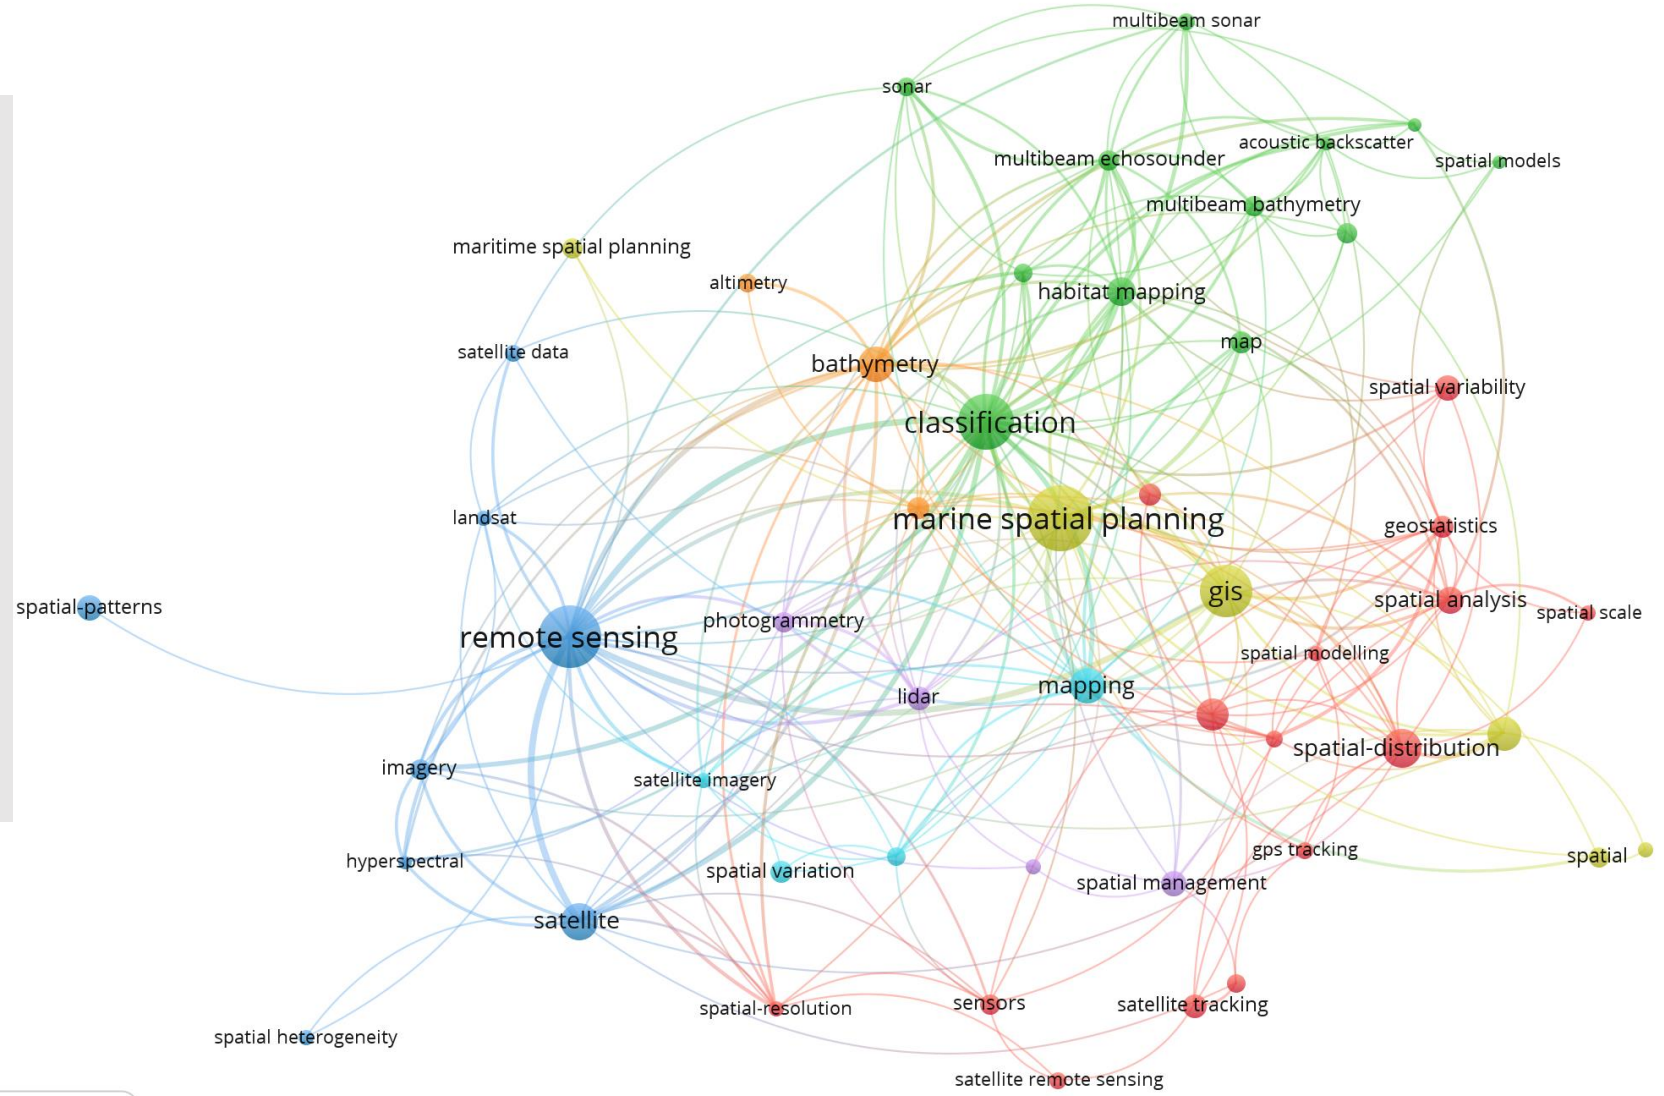 multibeam sonar
sonar
acoustic backscatter
multibeam echosounder
spatial models
multibeam bathymetry
maritime spatial planning
altimetry
habitat mapping
map
satellite data
bathymetry
spatial variability
classification
landsat
marine spatial planning
geostatistics
gis
spatial analysis
spatial-patterns
spatial scale
photogrammetry
remote sensing
spatial modelling
mapping
lidar
spatial-distribution
imagery
satellite imagery
gps tracking
spatial
hyperspectral
spatial variation
spatial management
satellite
sensors
satellite tracking
spatial-resolution
spatial heterogeneity
satellite remote sensing